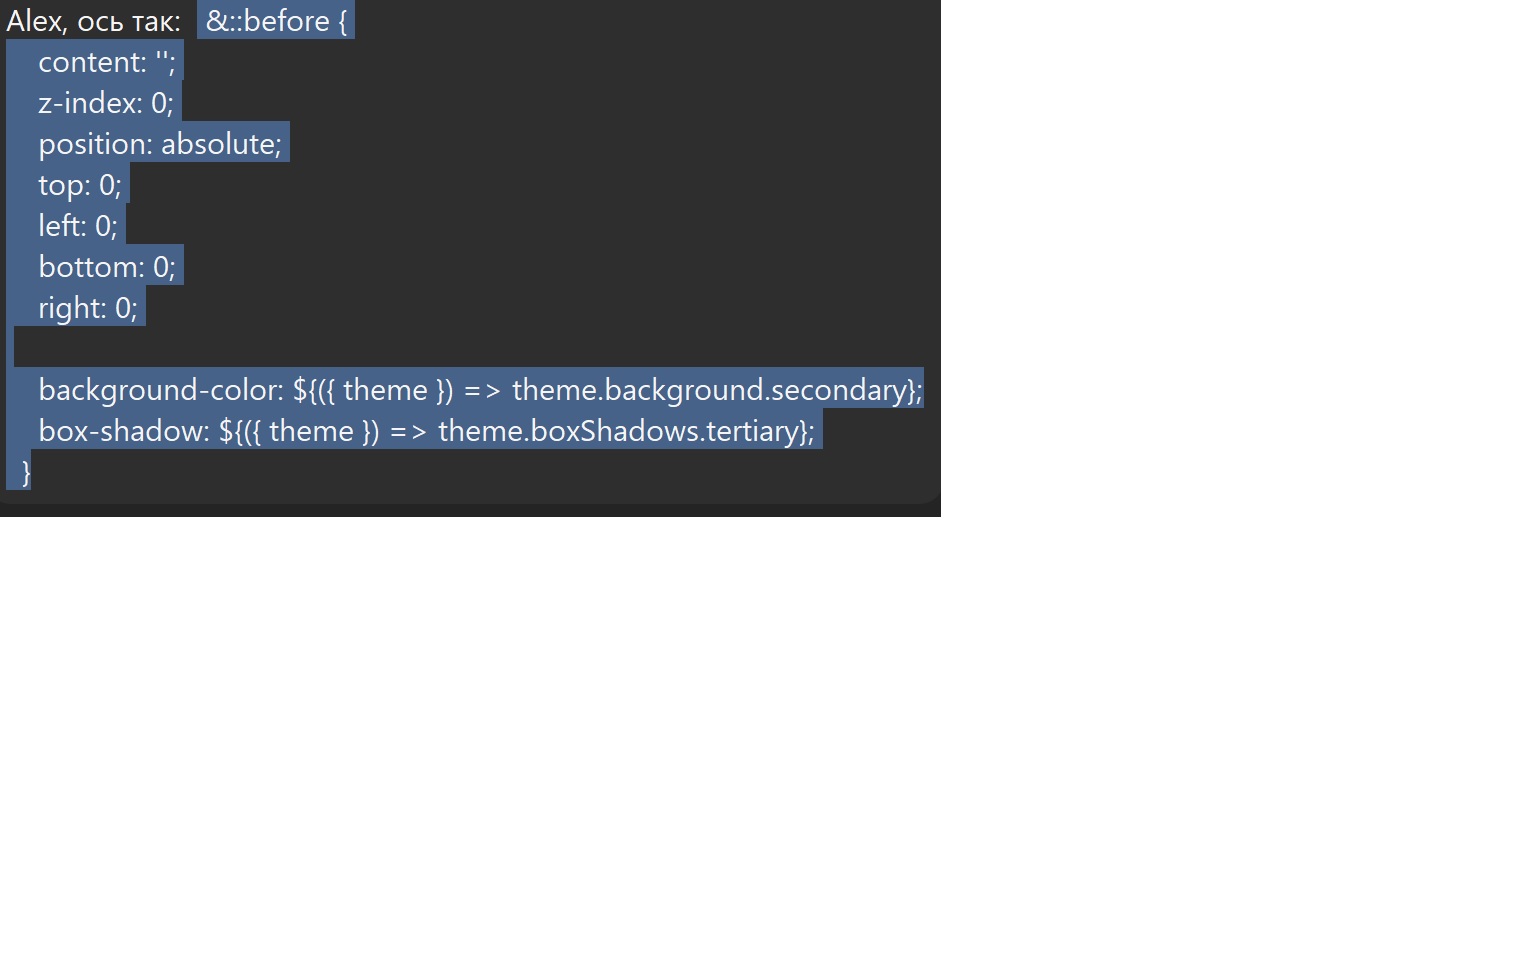 Alex, ось так:  &::before {
content: '';
z-index: 0;
position: absolute;
top: 0;
left: 0;
bottom: 0;
right: 0;
background-color: ${({ theme }) => theme.background.secondary};
box-shadow: ${({ theme }) => theme.boxShadows.tertiary};
}